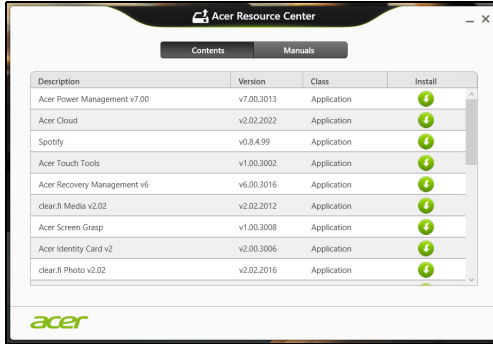 Acer Resource Center
Contents Manuals
Description Version Class Install
Acer Power Management v7.00 v7.00.3013 Application
Acer Cloud v2.02.2022 Application
Spotify v0.8.4.99 Application
Acer Touch Tools v1.00.3002 Application
Acer Recovery Management v6 v6.00.3016 Application
clear.fi Media v2.02 v2.02.2012 Application
Acer Screen Grasp v1.00.3008 Application
Acer Identity Card v2 v2.00.3006 Application
clear.fi Photo v2.02 v2.02.2016 Application
acer